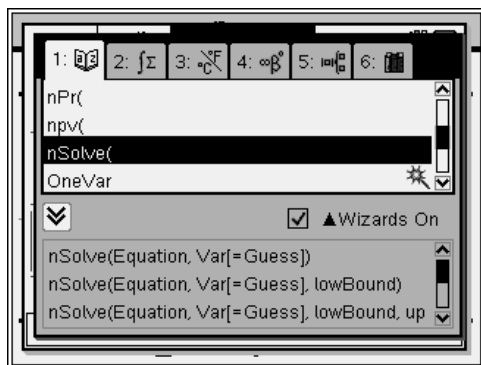 1: 2: ∫Σ 3: °C°F 4: ∞β° 5: 6:
nPr(
npv(
nSolve(
OneVar
▲Wizards On
nSolve(Equation, Var[=Guess])
nSolve(Equation, Var[=Guess], lowBound)
nSolve(Equation, Var[=Guess], lowBound, up